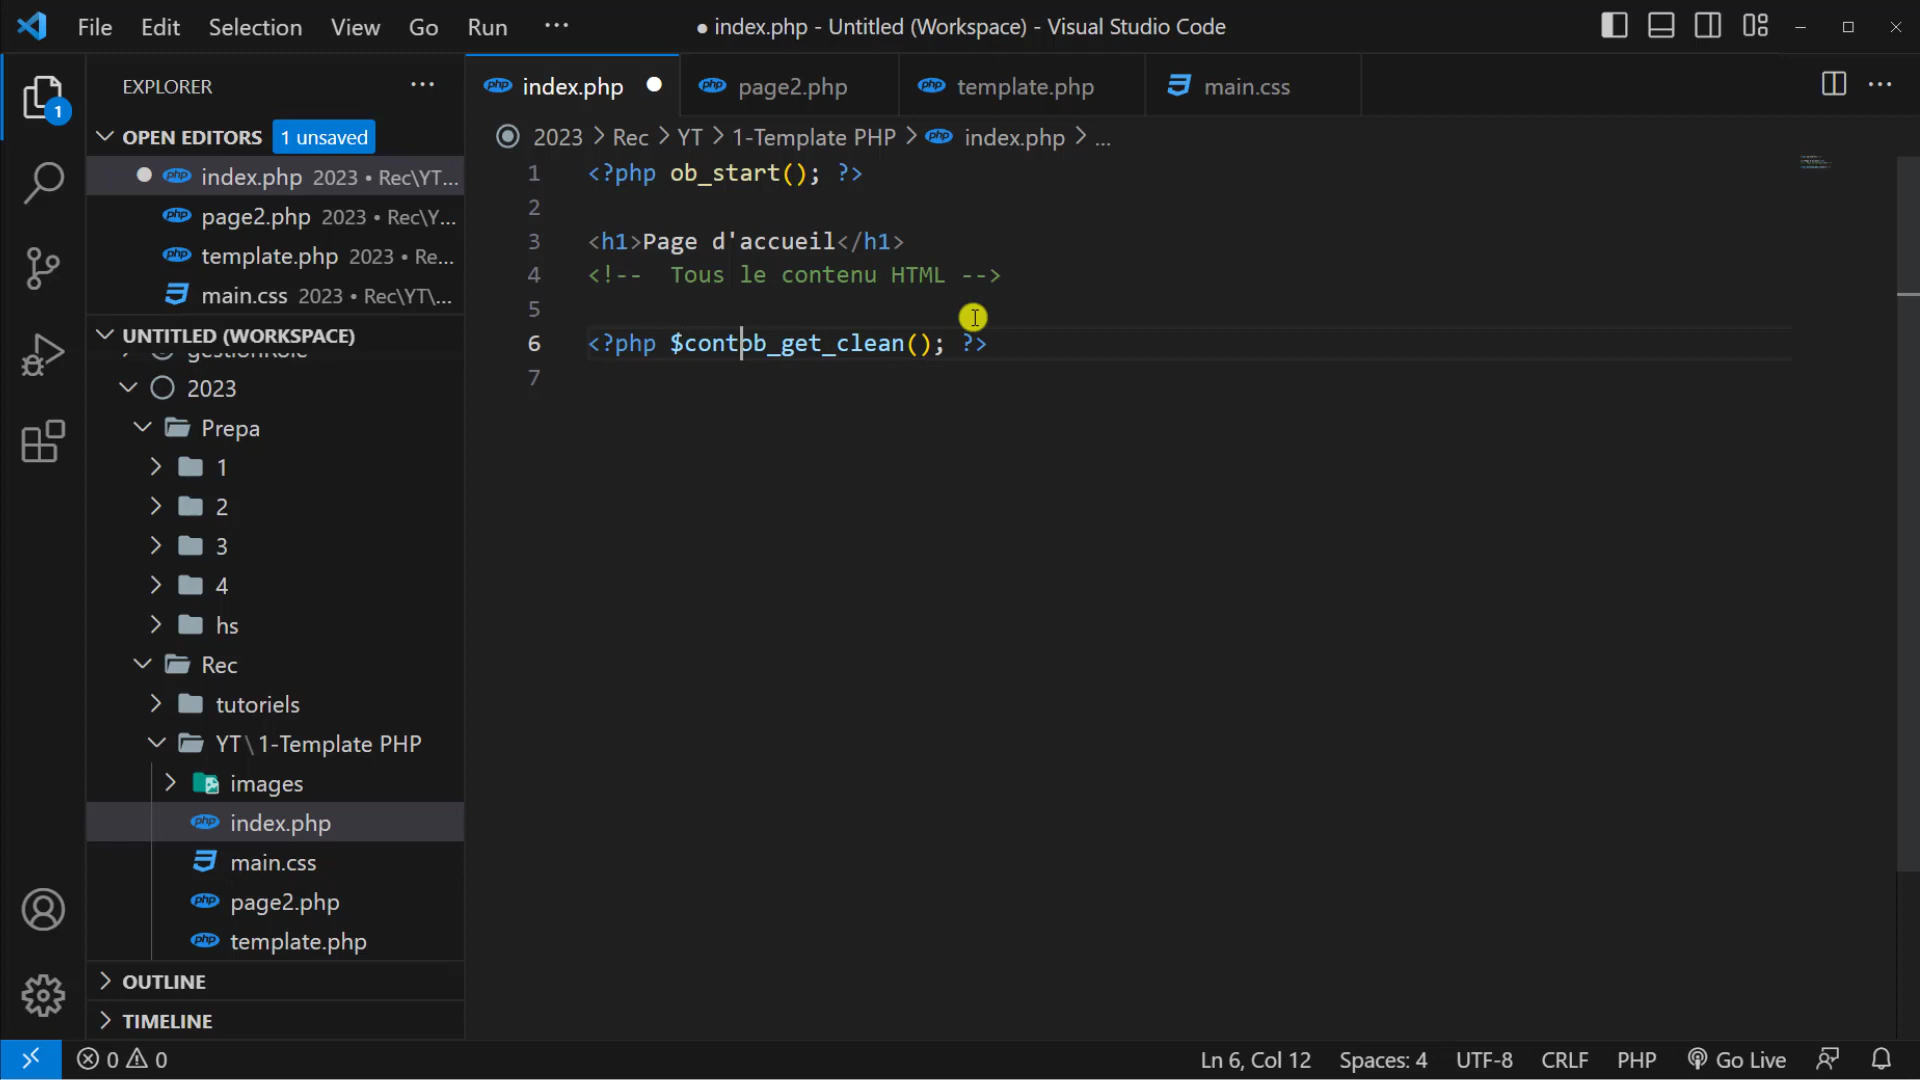 File Edit Selection View Go Run ··· ● index.php - Untitled (Workspace) - Visual Studio Code
EXPLORER ···
OPEN EDITORS 1 unsaved
index.php 2023 • Rec\YT...
page2.php 2023 • Rec\Y...
template.php 2023 • Re...
main.css 2023 • Rec\YT\...
UNTITLED (WORKSPACE)
gestionRole
2023
Prepa
1
2
3
4
hs
Rec
tutoriels
YT\1-Template PHP
images
index.php
main.css
page2.php
template.php
OUTLINE
TIMELINE
1
index.php page2.php template.php main.css ···
2023 > Rec > YT > 1-Template PHP > index.php > ...
1 <?php ob_start(); ?>
2
3 <h1>Page d'accueil</h1>
4 <!--  Tous le contenu HTML -->
5
6 <?php $contob_get_clean(); ?>
7
0 0 Ln 6, Col 12 Spaces: 4 UTF-8 CRLF PHP Go Live